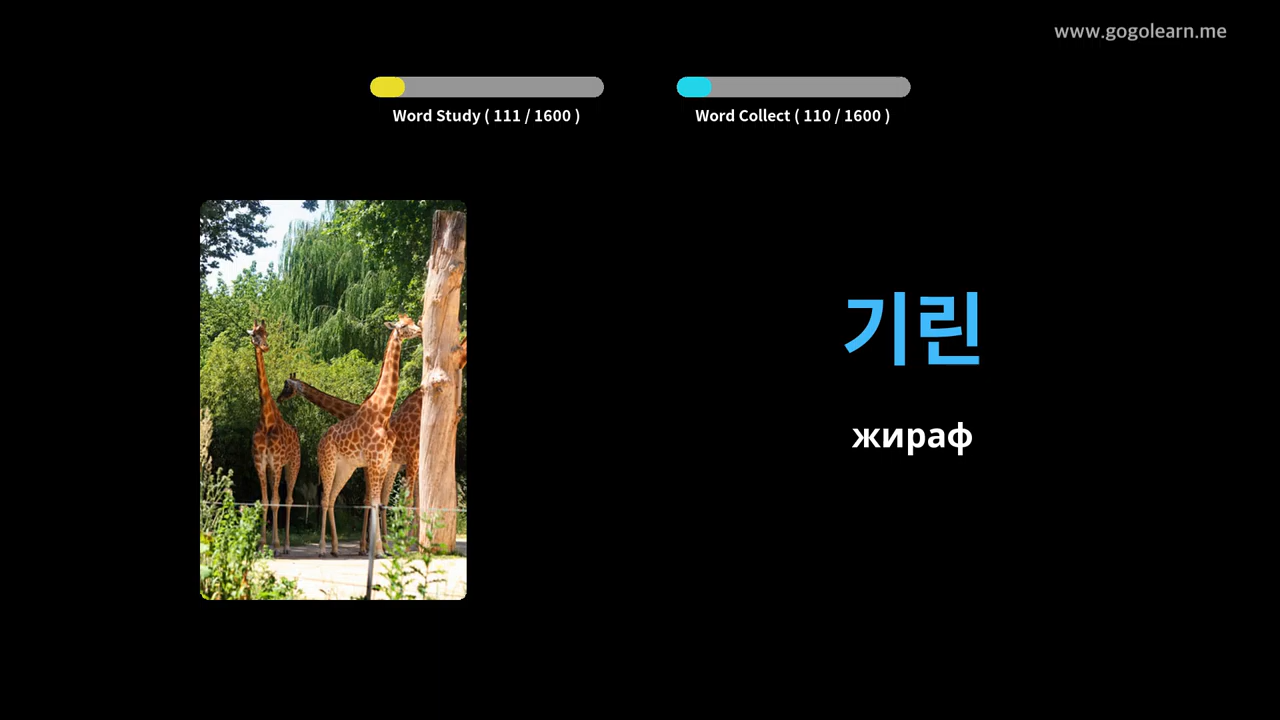 www.gogolearn.me
Word Study ( 111 / 1600 )
Word Collect ( 110 / 1600 )
기린
жираф